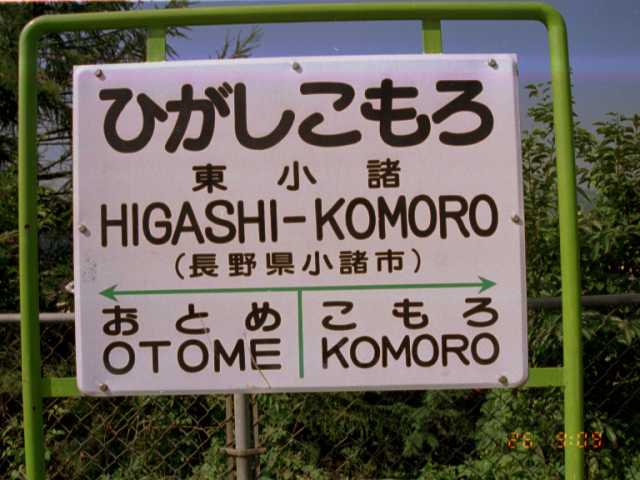 ひがしこもろ
東小諸
HIGASHI-KOMORO
(長野県小諸市)
おとめ こもろ
OTOME KOMORO
26 9:09